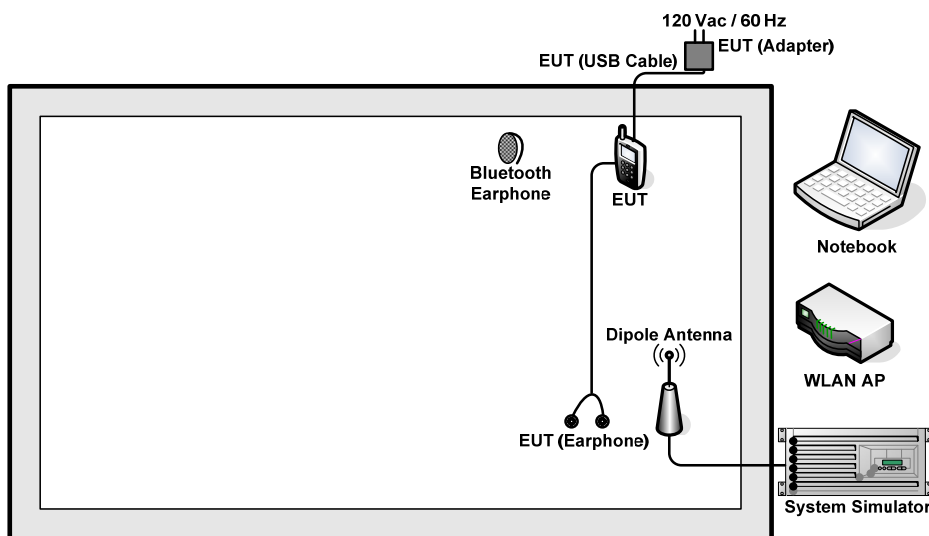 120 Vac / 60 Hz
EUT (Adapter)
EUT (USB Cable)
Bluetooth
Earphone
EUT
Notebook
Dipole Antenna
WLAN AP
EUT (Earphone)
System Simulator